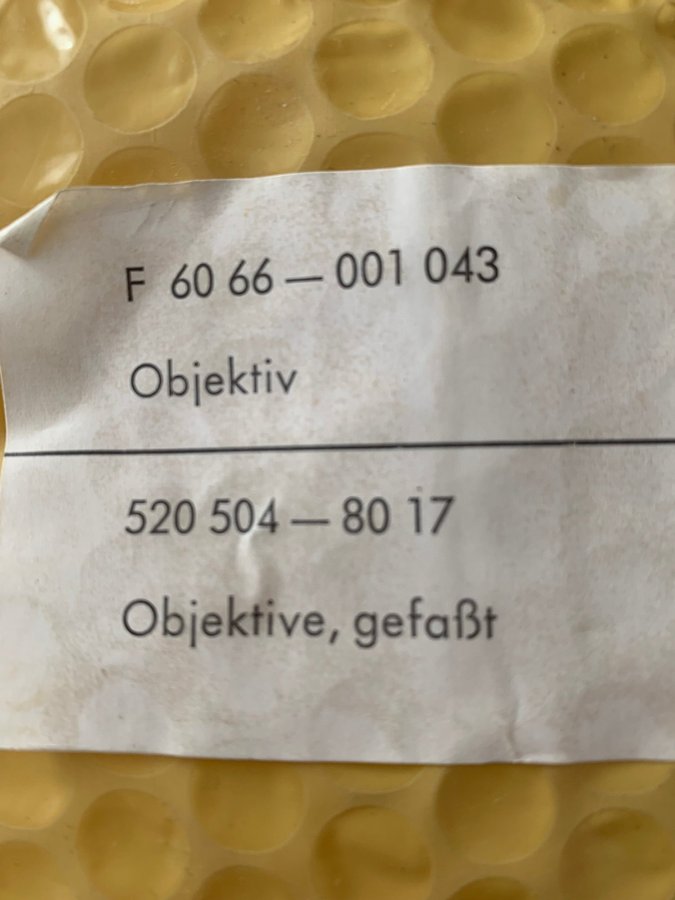 F 60 66 — 001 043
Objektiv
520 504 — 80 17
Objektive, gefaßt